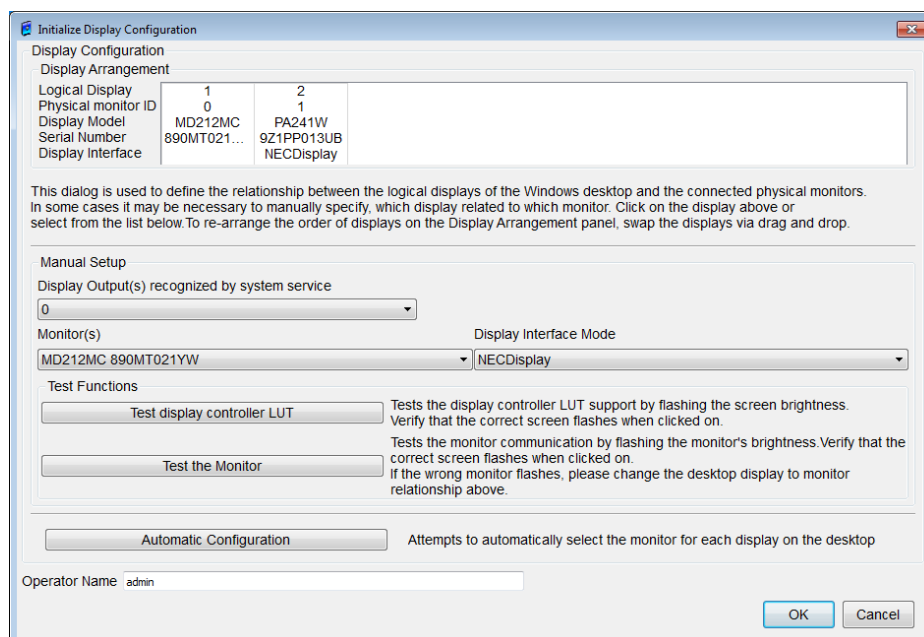 Initialize Display Configuration
Display Configuration
Display Arrangement
Logical Display 1 2
Physical monitor ID 0 1
Display Model MD212MC PA241W
Serial Number 890MT021... 9Z1PP013UB
Display Interface NECDisplay
This dialog is used to define the relationship between the logical displays of the Windows desktop and the connected physical monitors.
In some cases it may be necessary to manually specify, which display related to which monitor. Click on the display above or
select from the list below.To re-arrange the order of displays on the Display Arrangement panel, swap the displays via drag and drop.
Manual Setup
Display Output(s) recognized by system service
0
Monitor(s) Display Interface Mode
MD212MC 890MT021YW NECDisplay
Test Functions
Test display controller LUT
Tests the display controller LUT support by flashing the screen brightness.
Verify that the correct screen flashes when clicked on.
Test the Monitor
Tests the monitor communication by flashing the monitor's brightness.Verify that the
correct screen flashes when clicked on.
If the wrong monitor flashes, please change the desktop display to monitor
relationship above.
Automatic Configuration Attempts to automatically select the monitor for each display on the desktop
Operator Name admin
OK Cancel